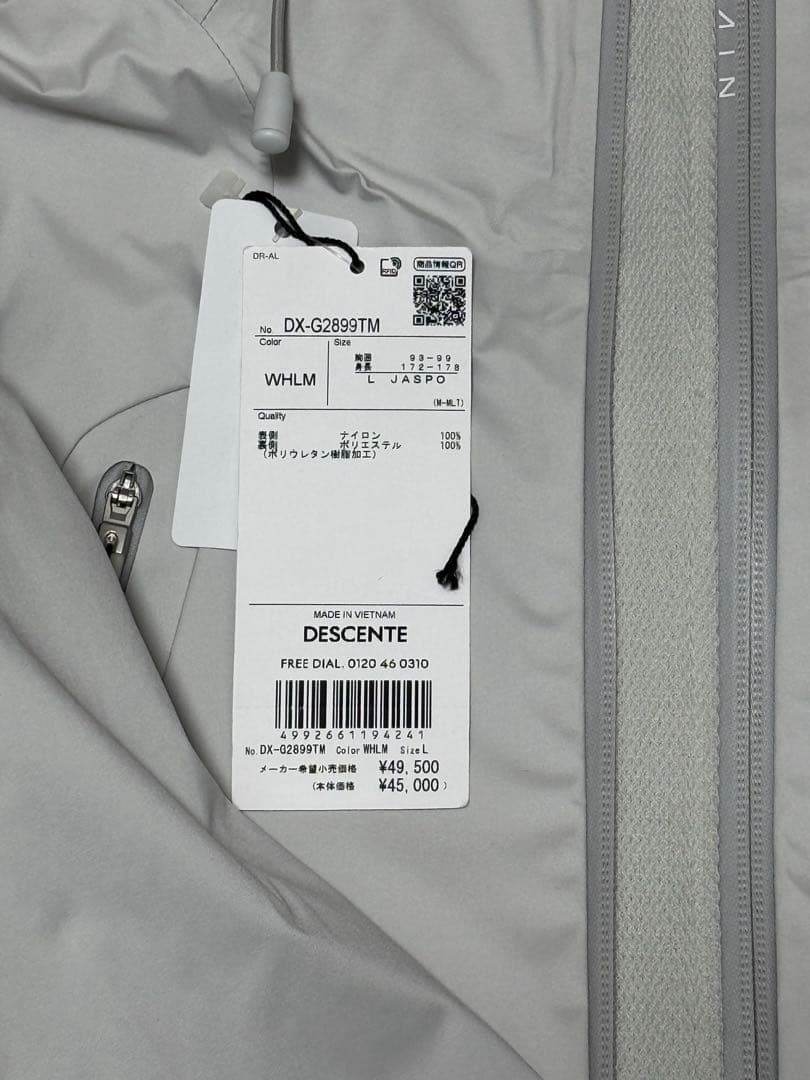 DR-AL
RFID
商品情報QR
No. DX-G2899TM
Color
Size
WHLM
胸囲 93-99
身長 172-178
L JASPO
(M-MLT)
Quality
表側 ナイロン 100%
裏側 ポリエステル 100%
(ポリウレタン樹脂加工)
MADE IN VIETNAM
DESCENTE
FREE DIAL. 0120 46 0310
4992661194241
No. DX-G2899TM Color WHLM Size L
メーカー希望小売価格 ¥49,500
(本体価格 ¥45,000)